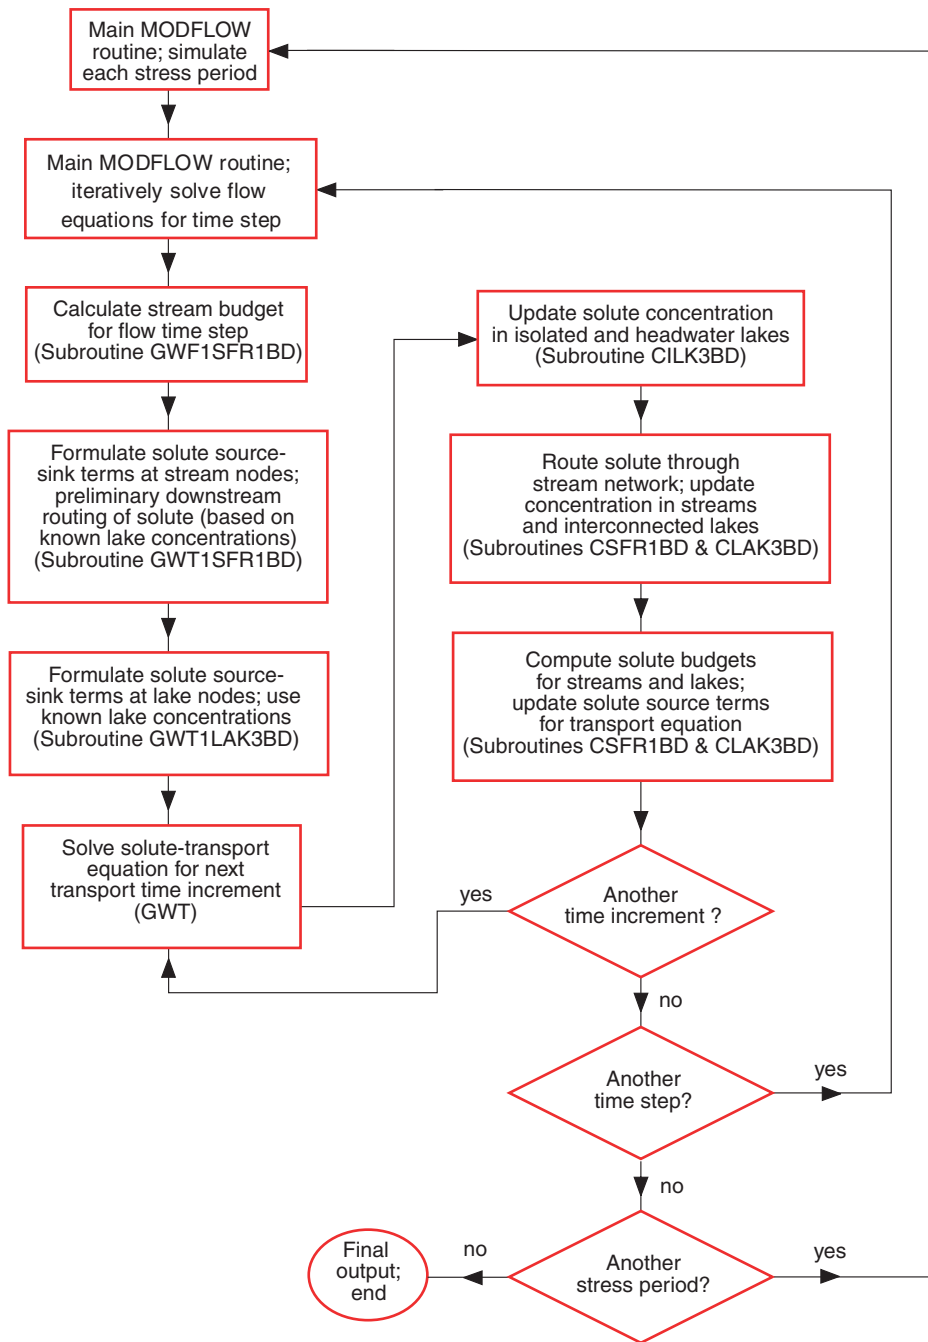 Main MODFLOW
routine; simulate
each stress period
Main MODFLOW routine;
iteratively solve flow
equations for time step
Calculate stream budget
for flow time step
(Subroutine GWF1SFR1BD)
Formulate solute source-
sink terms at stream nodes;
preliminary downstream
routing of solute (based on
known lake concentrations)
(Subroutine GWT1SFR1BD)
Formulate solute source-
sink terms at lake nodes; use
known lake concentrations
(Subroutine GWT1LAK3BD)
Solve solute-transport
equation for next
transport time increment
(GWT)
Update solute concentration
in isolated and headwater lakes
(Subroutine CILK3BD)
Route solute through
stream network; update
concentration in streams
and interconnected lakes
(Subroutines CSFR1BD & CLAK3BD)
Compute solute budgets
for streams and lakes;
update solute source terms
for transport equation
(Subroutines CSFR1BD & CLAK3BD)
yes
Another
time increment ?
no
Another
time step?
yes
no
Another
stress period?
yes
no
Final
output;
end